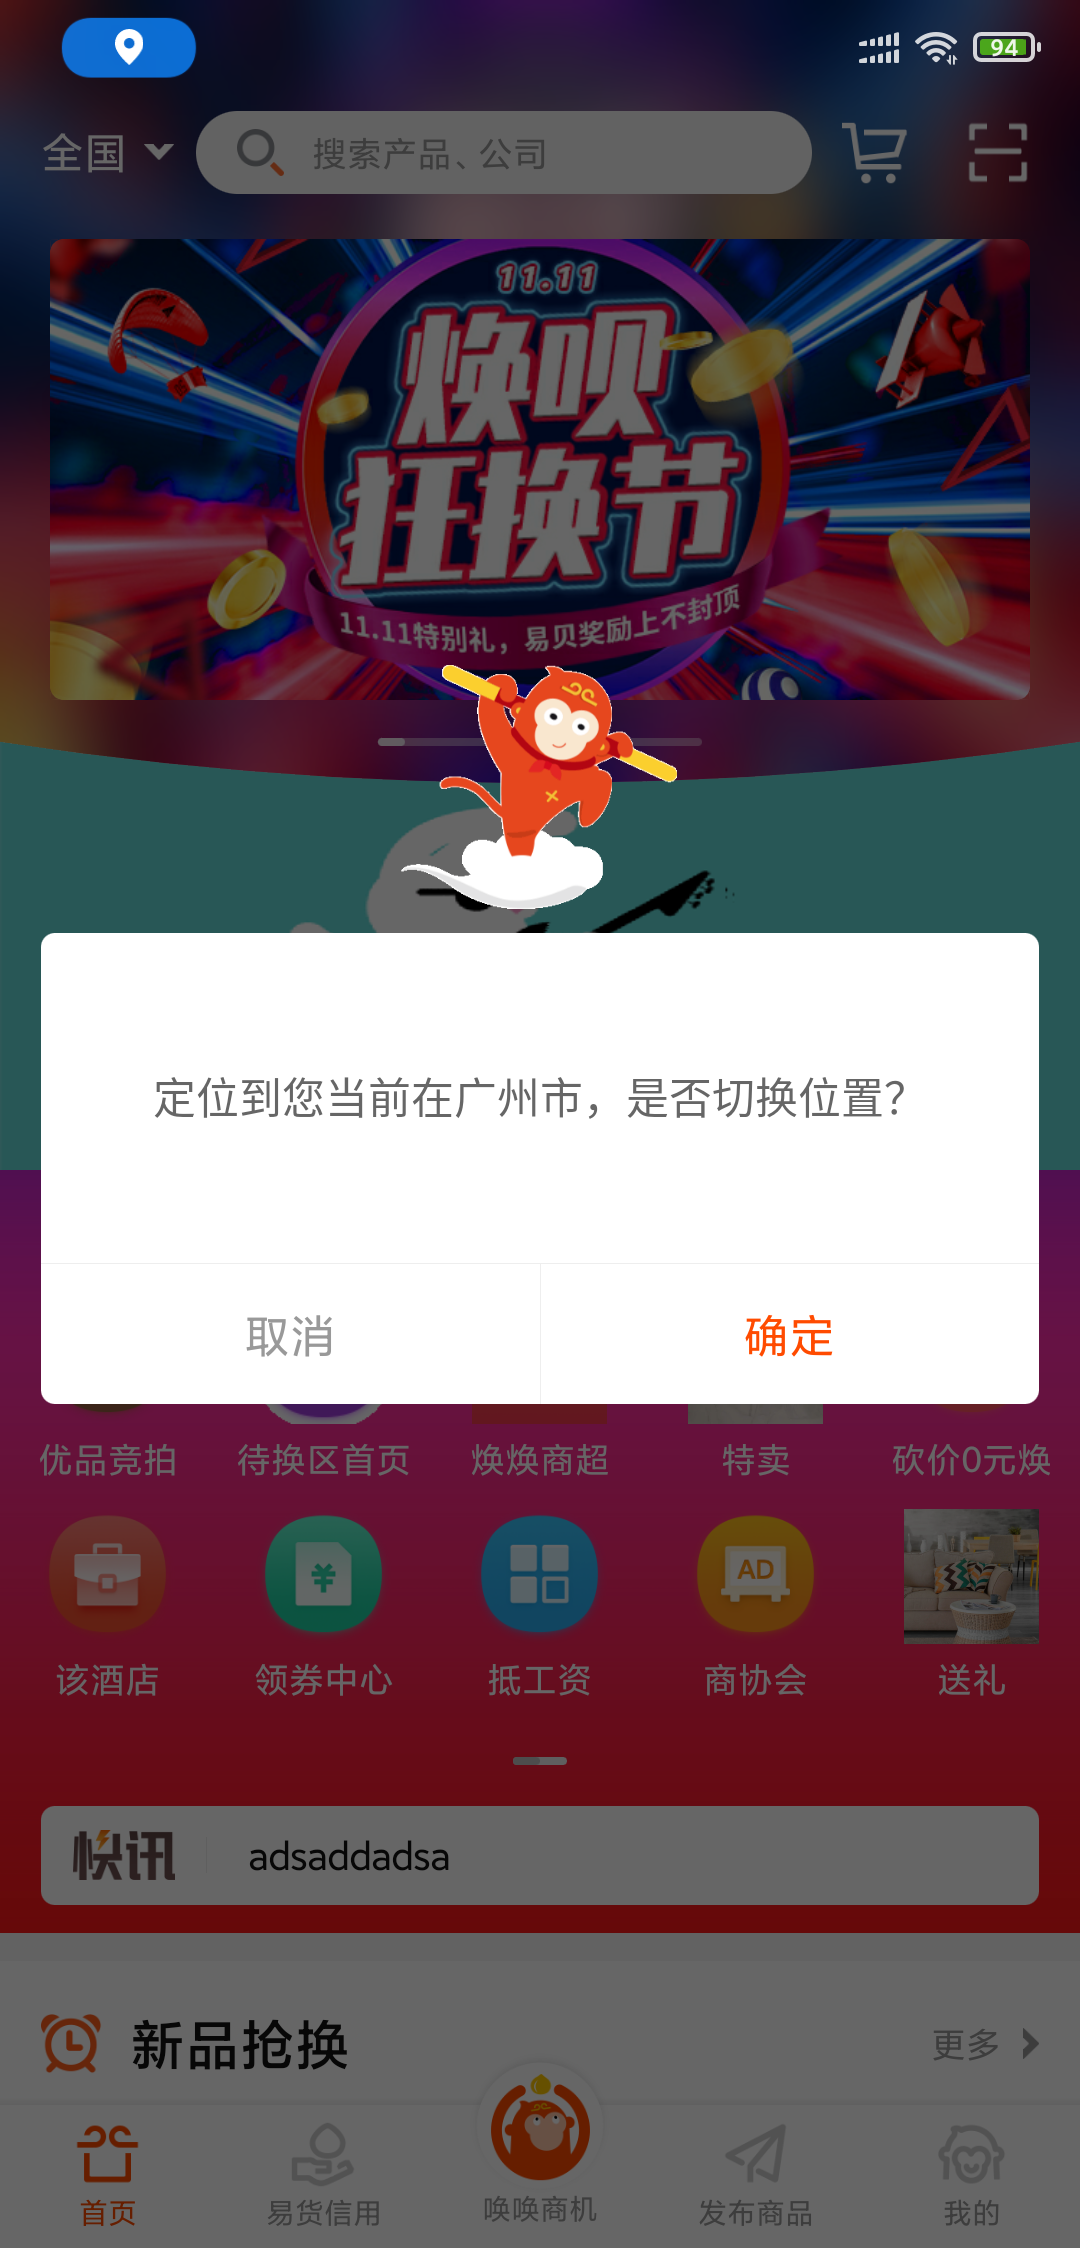 94
全国
搜索产品、公司
11.11
焕呗
狂换节
11.11特别礼，易贝奖励上不封顶
定位到您当前在广州市，是否切换位置？
取消
确定
优品竞拍
待换区首页
焕焕商超
特卖
砍价0元焕
AD
该酒店
领券中心
抵工资
商协会
送礼
快讯
adsaddadsa
新品抢换
更多
首页
易货信用
唤唤商机
发布商品
我的